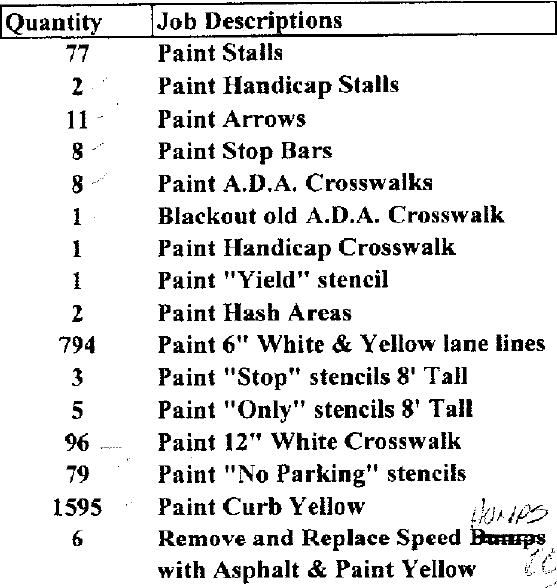 Quantity Job Descriptions
77 Paint Stalls
2 Paint Handicap Stalls
11 Paint Arrows
8 Paint Stop Bars
8 Paint A.D.A. Crosswalks
1 Blackout old A.D.A. Crosswalk
1 Paint Handicap Crosswalk
1 Paint "Yield" stencil
2 Paint Hash Areas
794 Paint 6" White & Yellow lane lines
3 Paint "Stop" stencils 8' Tall
5 Paint "Only" stencils 8' Tall
96 Paint 12" White Crosswalk
79 Paint "No Parking" stencils
1595 Paint Curb Yellow
HUMPS
6 Remove and Replace Speed Bumps
with Asphalt & Paint Yellow